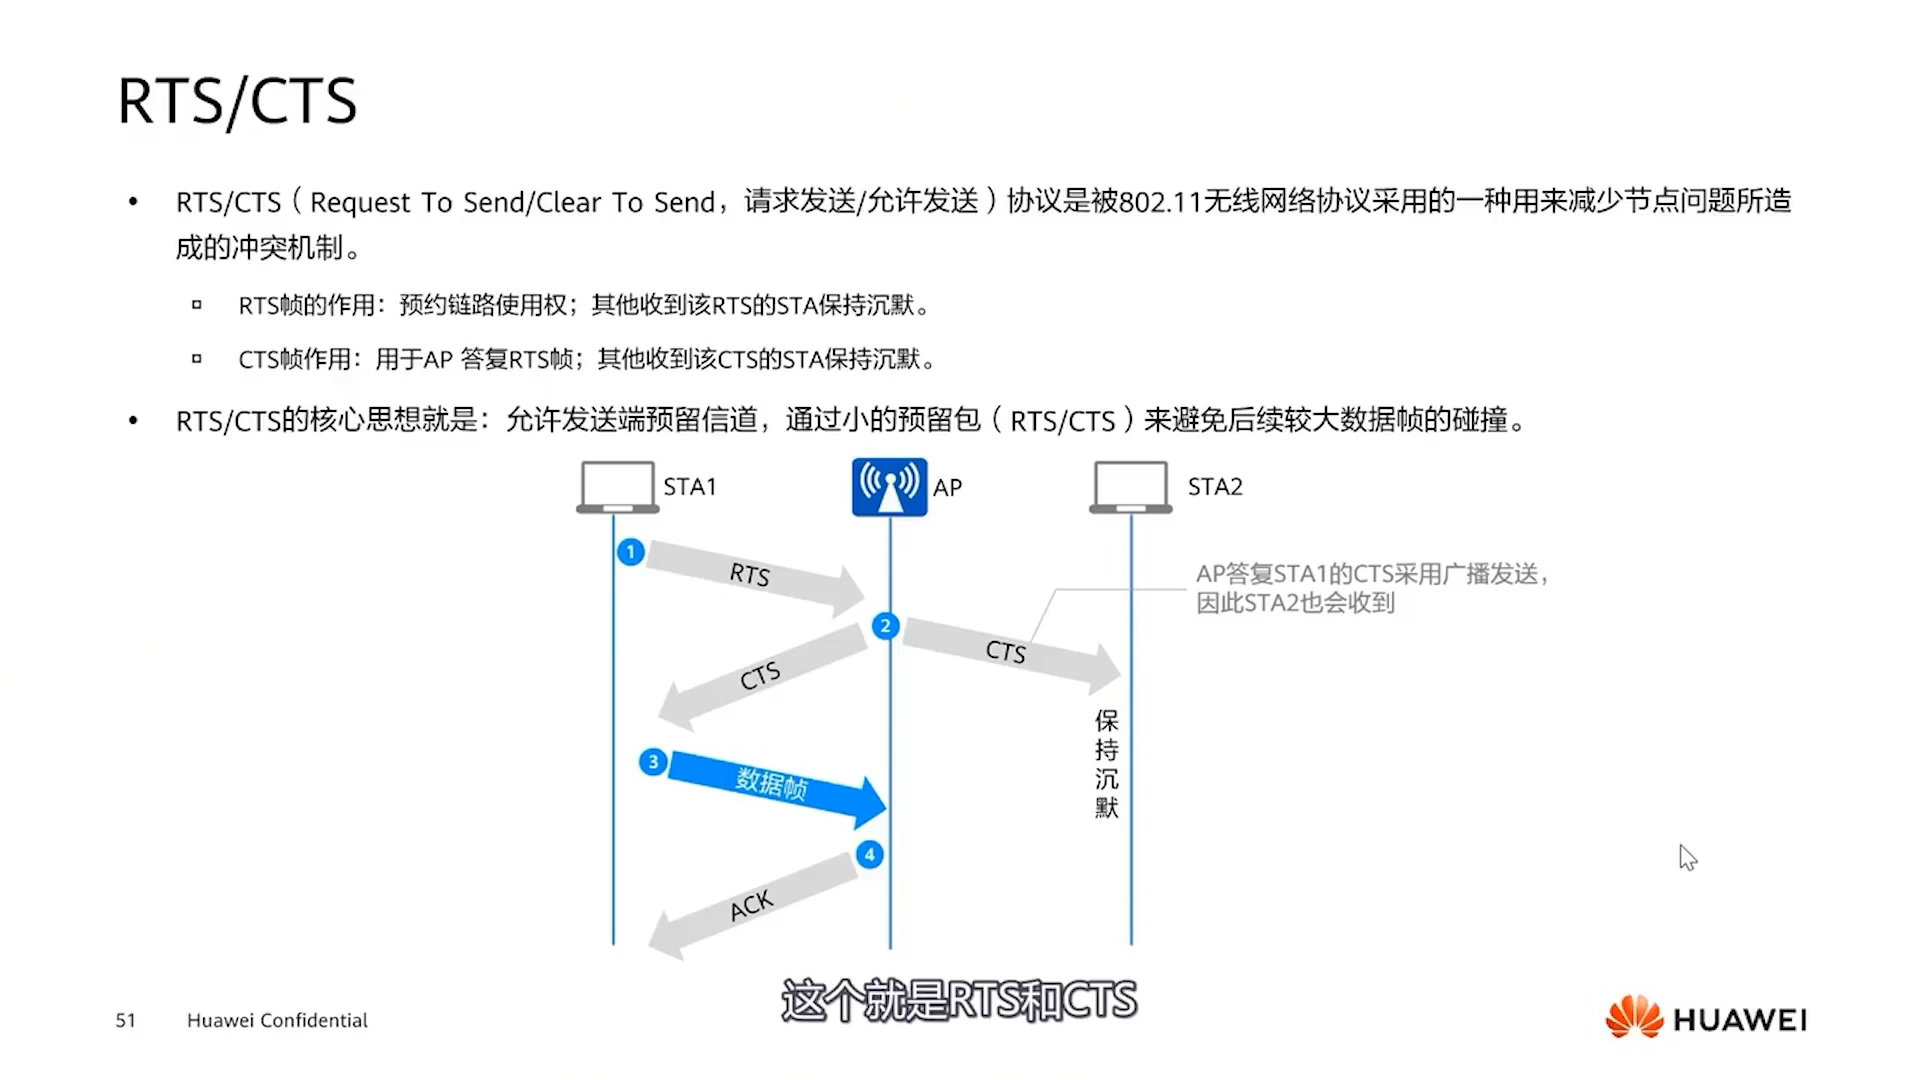 RTS/CTS
• RTS/CTS（Request To Send/Clear To Send，请求发送/允许发送）协议是被802.11无线网络协议采用的一种用来减少节点问题所造
成的冲突机制。
▫ RTS帧的作用：预约链路使用权；其他收到该RTS的STA保持沉默。
▫ CTS帧作用：用于AP 答复RTS帧；其他收到该CTS的STA保持沉默。
• RTS/CTS的核心思想就是：允许发送端预留信道，通过小的预留包（RTS/CTS）来避免后续较大数据帧的碰撞。
STA1
AP
STA2
1
RTS
AP答复STA1的CTS采用广播发送，
因此STA2也会收到
2
CTS
CTS
保持沉默
3
数据帧
4
ACK
这个就是RTS和CTS
51
Huawei Confidential
HUAWEI